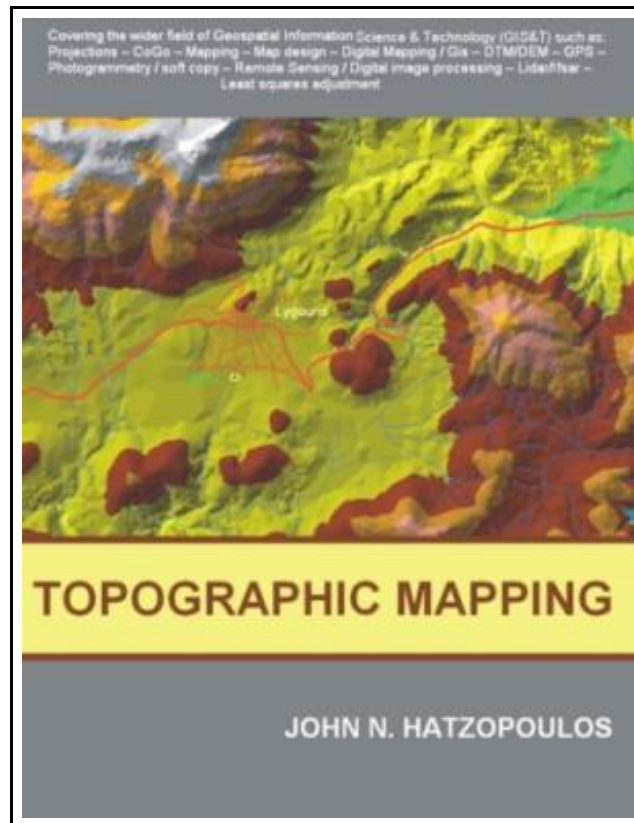 Covering the wider field of Geospatial Information Science & Technology (GIS&T) such as:
Projections – CoGo – Mapping – Map design – Digital Mapping / Gis – DTM/DEM – GPS –
Photogrammetry / soft copy – Remote Sensing / Digital image processing – Lidar/Ifsar –
Least squares adjustment
Lygourio
TOPOGRAPHIC MAPPING
JOHN N. HATZOPOULOS